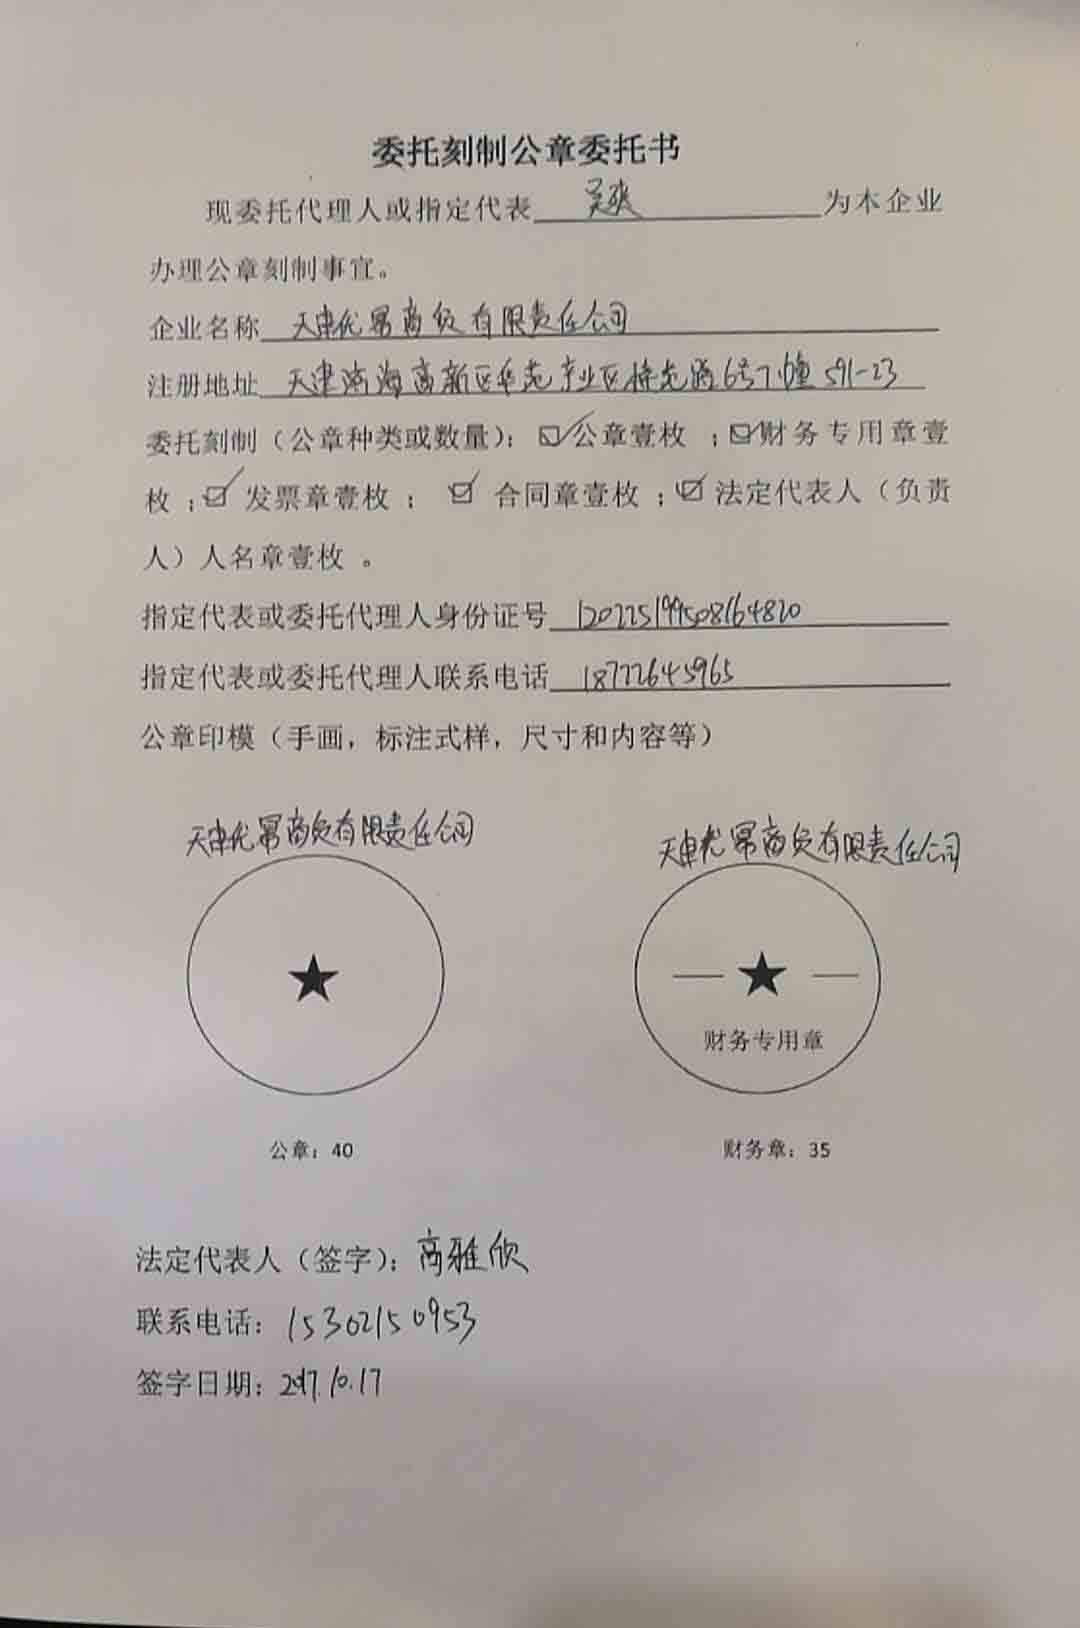 委托刻制公章委托书
现委托代理人或指定代表 吴爽 为本企业
办理公章刻制事宜。
企业名称 天津优幂商贸有限责任公司
注册地址 天津滨海高新区华苑产业区榕苑路6号7幢591-23
委托刻制（公章种类或数量）：☑公章壹枚 ；☑财务专用章壹
枚 ；☑ 发票章壹枚 ； ☑ 合同章壹枚 ；☑ 法定代表人（负责
人）人名章壹枚 。
指定代表或委托代理人身份证号 120225199508164820
指定代表或委托代理人联系电话 18722645965
公章印模（手画，标注式样，尺寸和内容等）
天津优幂商贸有限责任公司
天津优幂商贸有限责任公司
财务专用章
公章：40
财务章：35
法定代表人（签字）：高雅欣
联系电话：15302150953
签字日期：2017.10.17